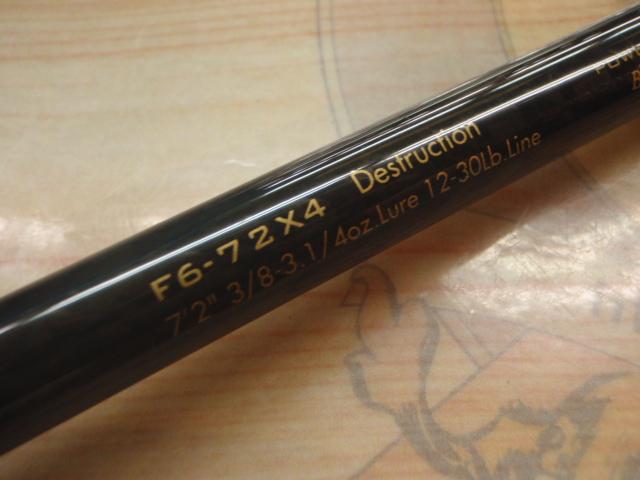 F6-72X4 Destruction
7'2" 3/8-3.1/4oz.Lure 12-30Lb.Line